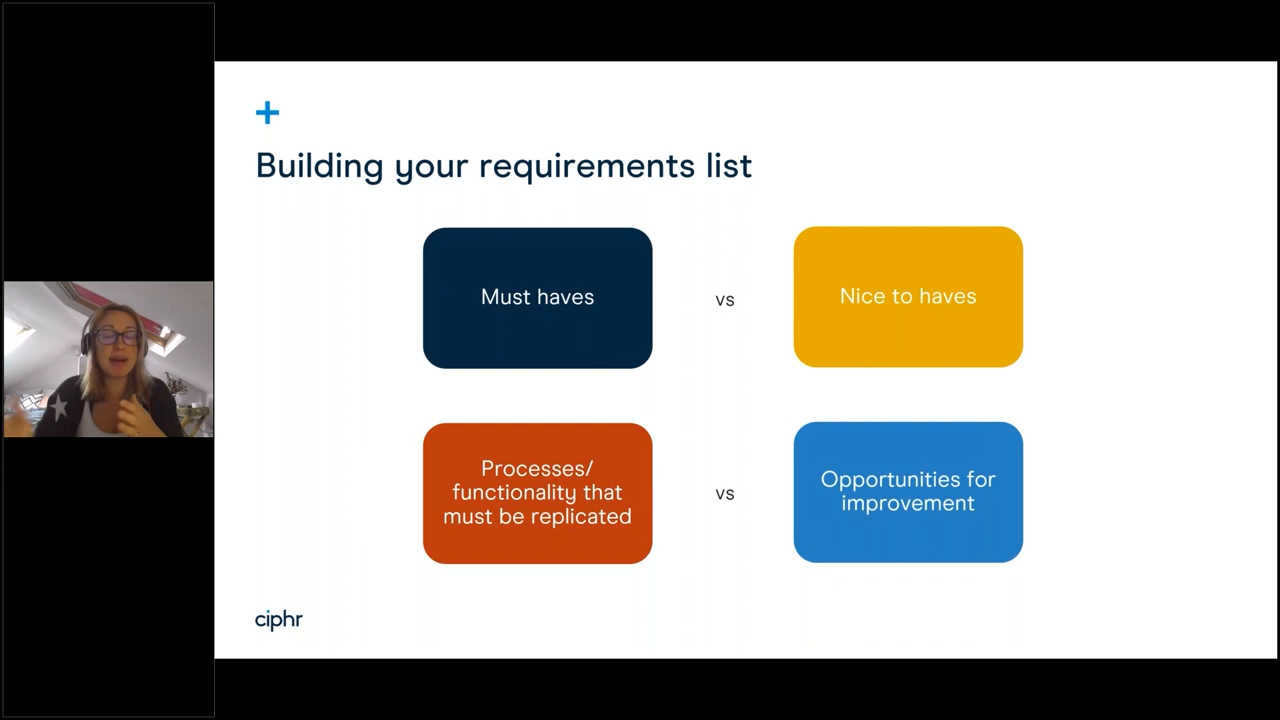 Building your requirements list
Must haves
vs
Nice to haves
Processes/
functionality that
must be replicated
vs
Opportunities for
improvement
ciphr